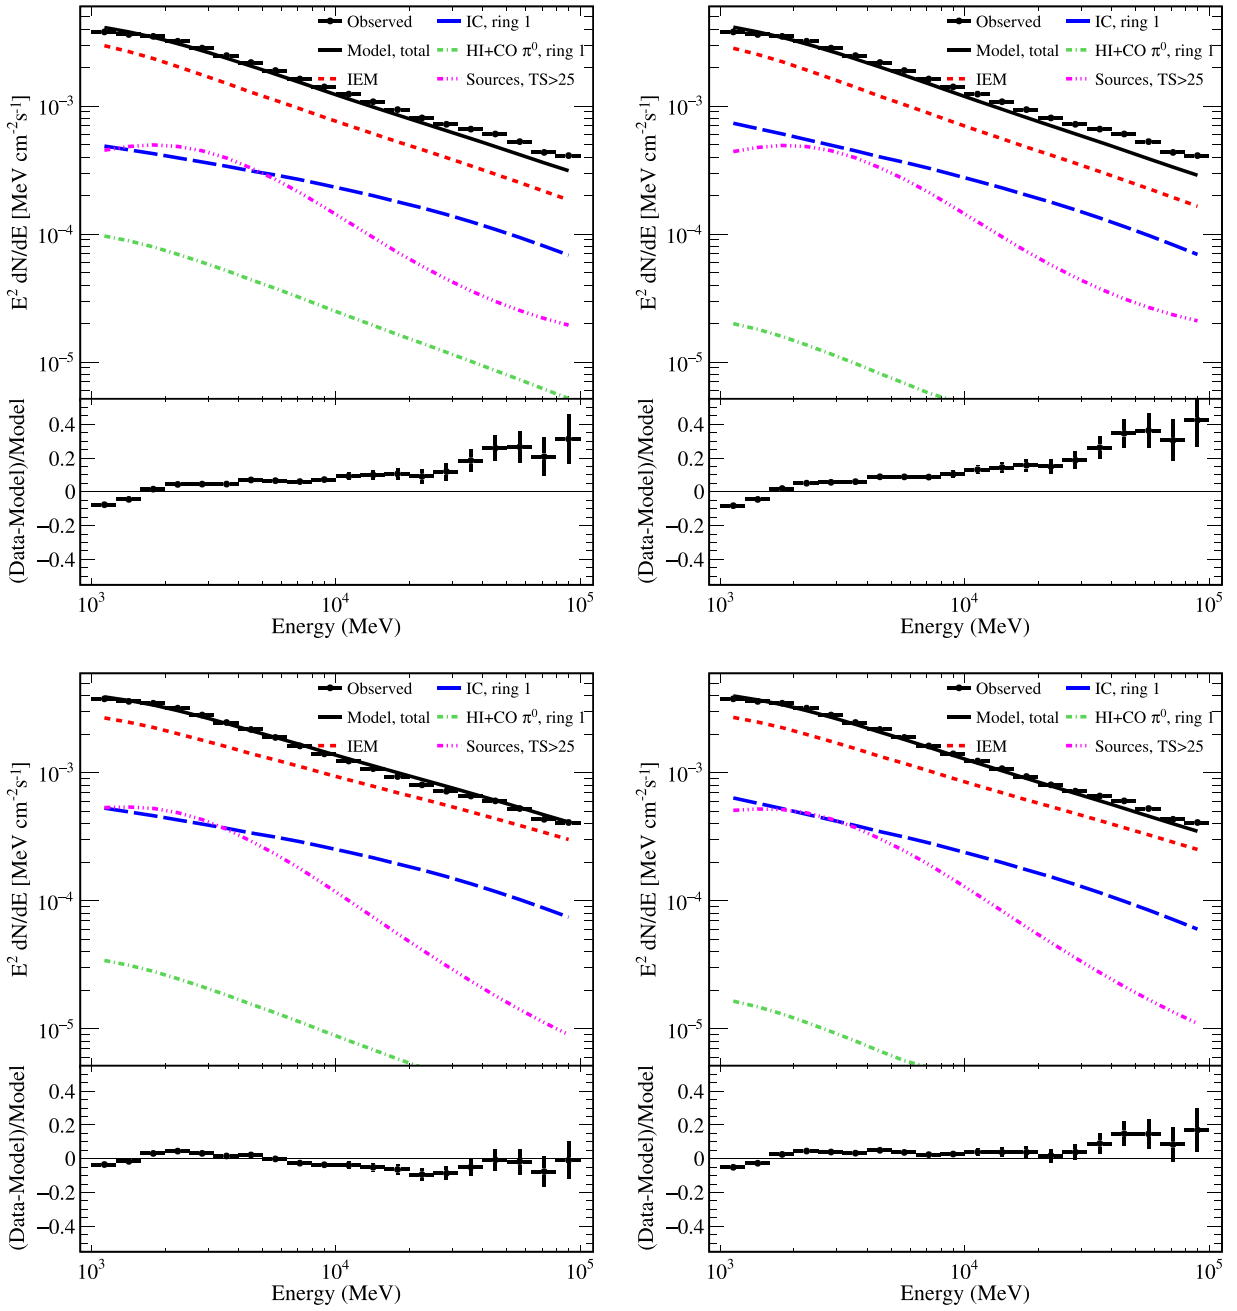 Observed IC, ring 1
Model, total HI+CO π⁰, ring 1
IEM Sources, TS>25
E² dN/dE [MeV cm⁻²s⁻¹]
10⁻³
10⁻⁴
10⁻⁵
(Data-Model)/Model
0.4
0.2
0
−0.2
−0.4
10³ 10⁴ 10⁵
Energy (MeV)
Observed IC, ring 1
Model, total HI+CO π⁰, ring 1
IEM Sources, TS>25
E² dN/dE [MeV cm⁻²s⁻¹]
10⁻³
10⁻⁴
10⁻⁵
(Data-Model)/Model
0.4
0.2
0
−0.2
−0.4
10³ 10⁴ 10⁵
Energy (MeV)
Observed IC, ring 1
Model, total HI+CO π⁰, ring 1
IEM Sources, TS>25
E² dN/dE [MeV cm⁻²s⁻¹]
10⁻³
10⁻⁴
10⁻⁵
(Data-Model)/Model
0.4
0.2
0
−0.2
−0.4
10³ 10⁴ 10⁵
Energy (MeV)
Observed IC, ring 1
Model, total HI+CO π⁰, ring 1
IEM Sources, TS>25
E² dN/dE [MeV cm⁻²s⁻¹]
10⁻³
10⁻⁴
10⁻⁵
(Data-Model)/Model
0.4
0.2
0
−0.2
−0.4
10³ 10⁴ 10⁵
Energy (MeV)